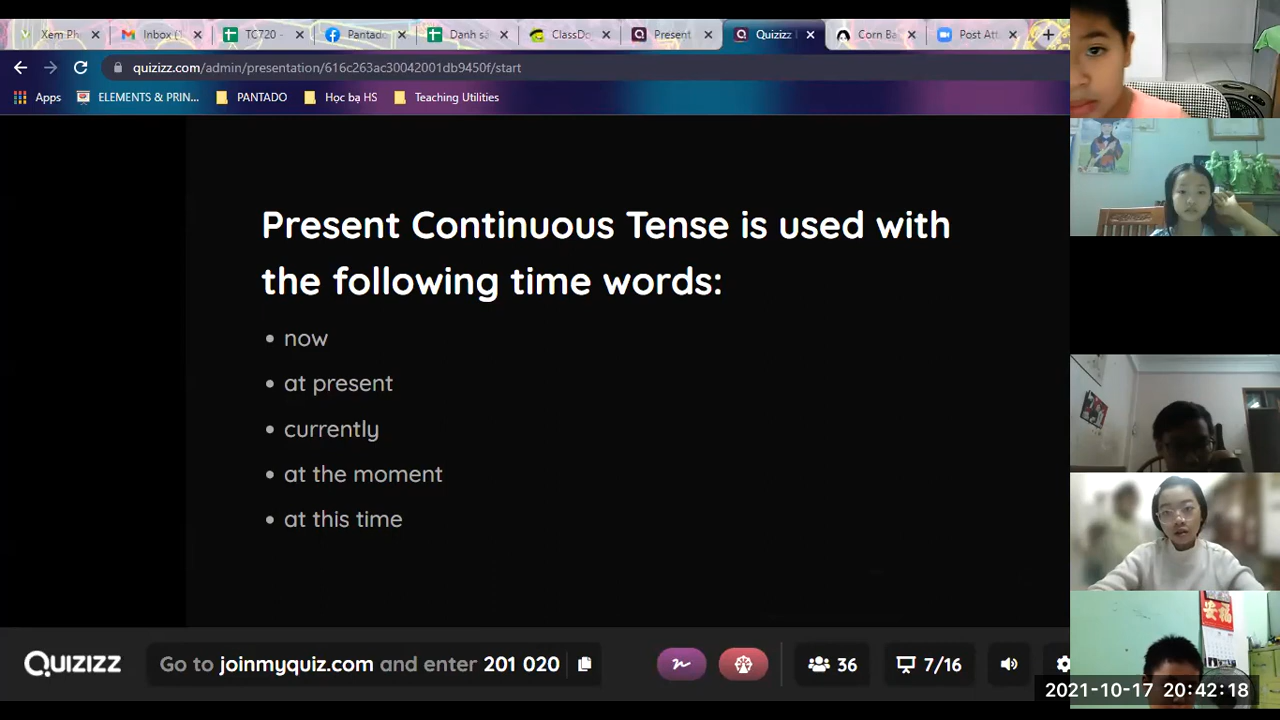 Xem Ph
Inbox (
TC720 -
Pantad
Danh sá
ClassDo
Present
Quizizz
Corn Ba
Post Att
quizizz.com/admin/presentation/616c263ac30042001db9450f/start
Apps
ELEMENTS & PRIN...
PANTADO
Học bạ HS
Teaching Utilities
Present Continuous Tense is used with
the following time words:
• now
• at present
• currently
• at the moment
• at this time
QUIZIZZ
Go to joinmyquiz.com and enter 201 020
36
7/16
2021-10-17 20:42:18
安福